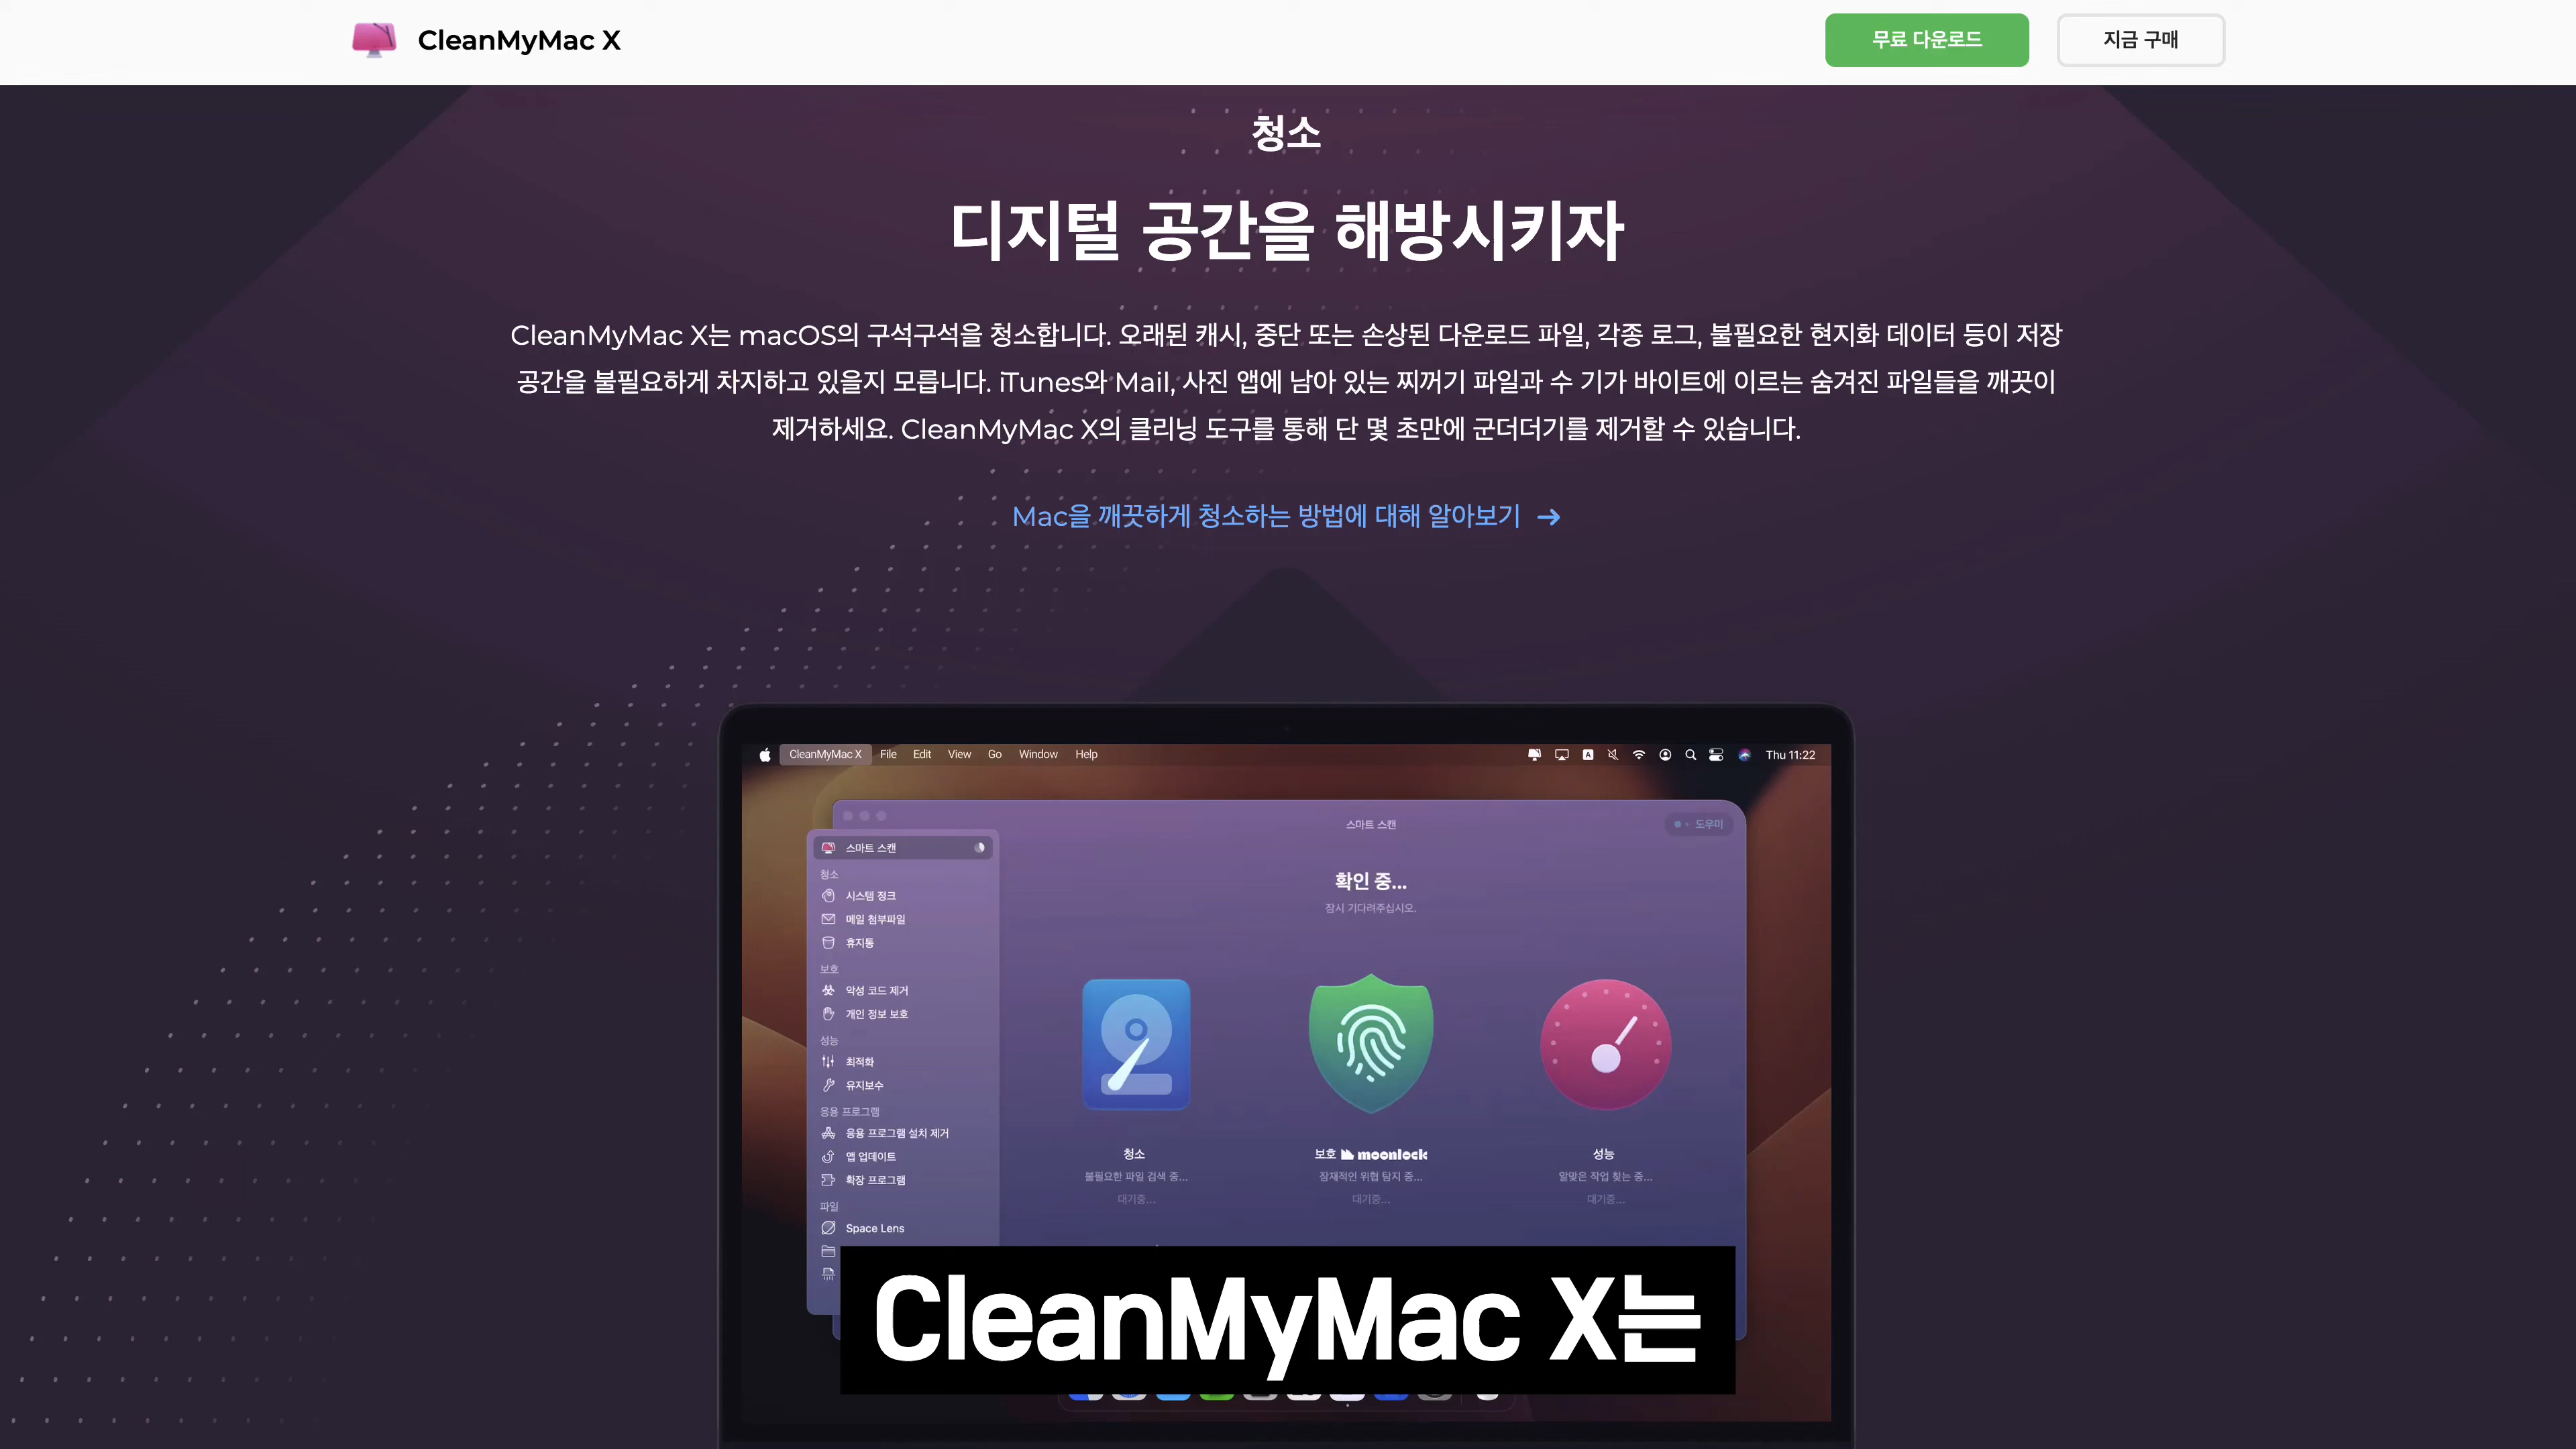 CleanMyMac X
무료 다운로드
지금 구매
청소
디지털 공간을 해방시키자
CleanMyMac X는 macOS의 구석구석을 청소합니다. 오래된 캐시, 중단 또는 손상된 다운로드 파일, 각종 로그, 불필요한 현지화 데이터 등이 저장
공간을 불필요하게 차지하고 있을지 모릅니다. iTunes와 Mail, 사진 앱에 남아 있는 찌꺼기 파일과 수 기가 바이트에 이르는 숨겨진 파일들을 깨끗이
제거하세요. CleanMyMac X의 클리닝 도구를 통해 단 몇 초만에 군더더기를 제거할 수 있습니다.
Mac을 깨끗하게 청소하는 방법에 대해 알아보기 →
CleanMyMac X File Edit View Go Window Help
A
Thu 11:22
스마트 스캔
도우미
스마트 스캔
청소
시스템 정크
메일 첨부파일
휴지통
보호
악성 코드 제거
개인 정보 보호
성능
최적화
유지보수
응용 프로그램
응용 프로그램 설치 제거
앱 업데이트
확장 프로그램
파일
Space Lens
확인 중...
잠시 기다려주십시오.
청소
불필요한 파일 검색 중...
대기중...
보호 moonlock
잠재적인 위협 탐지 중...
대기중...
성능
알맞은 작업 찾는 중...
대기중...
CleanMyMac X는